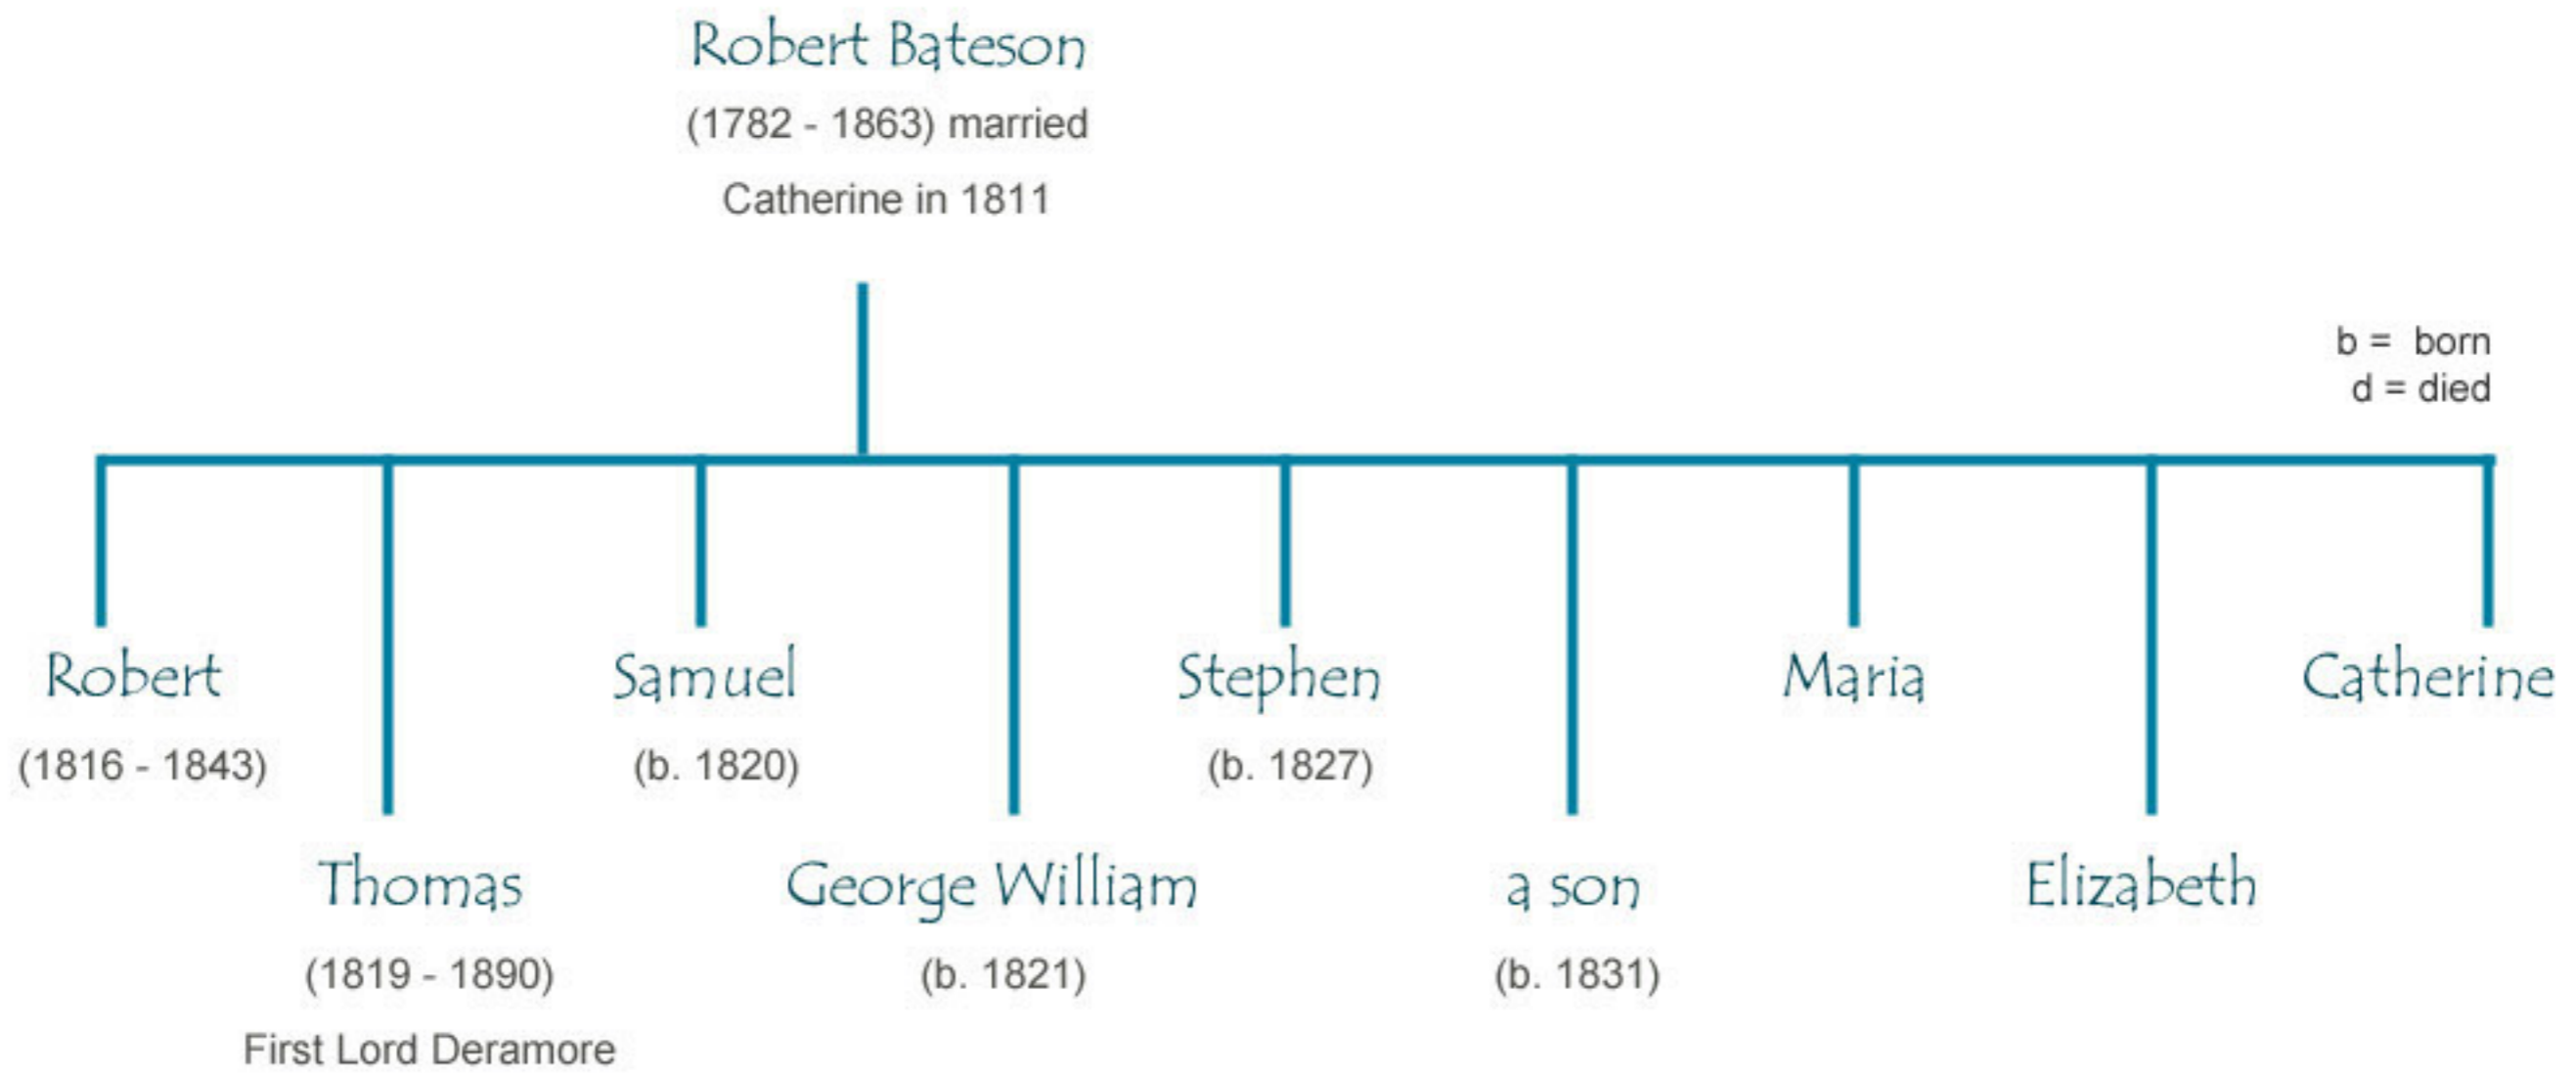 Robert Bateson
(1782 - 1863) married
Catherine in 1811
b = born
d = died
Robert
(1816 - 1843)
Thomas
(1819 - 1890)
First Lord Deramore
Samuel
(b. 1820)
George William
(b. 1821)
Stephen
(b. 1827)
a son
(b. 1831)
Maria
Elizabeth
Catherine